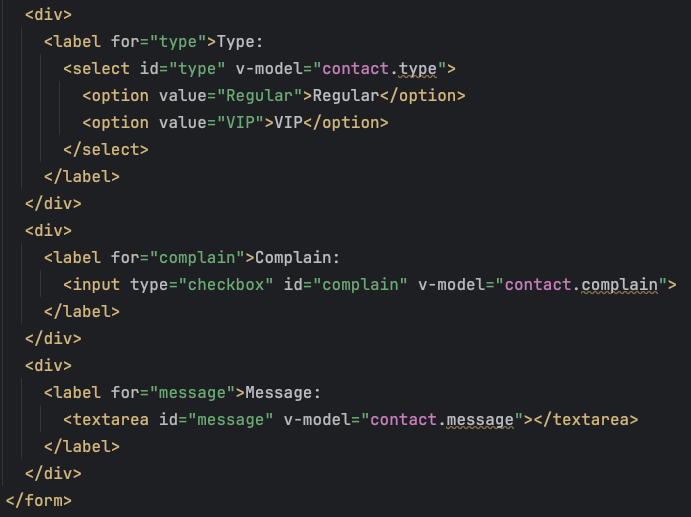 <div>
<label for="type">Type:
<select id="type" v-model="contact.type">
<option value="Regular">Regular</option>
<option value="VIP">VIP</option>
</select>
</label>
</div>
<div>
<label for="complain">Complain:
<input type="checkbox" id="complain" v-model="contact.complain">
</label>
</div>
<div>
<label for="message">Message:
<textarea id="message" v-model="contact.message"></textarea>
</label>
</div>
</form>